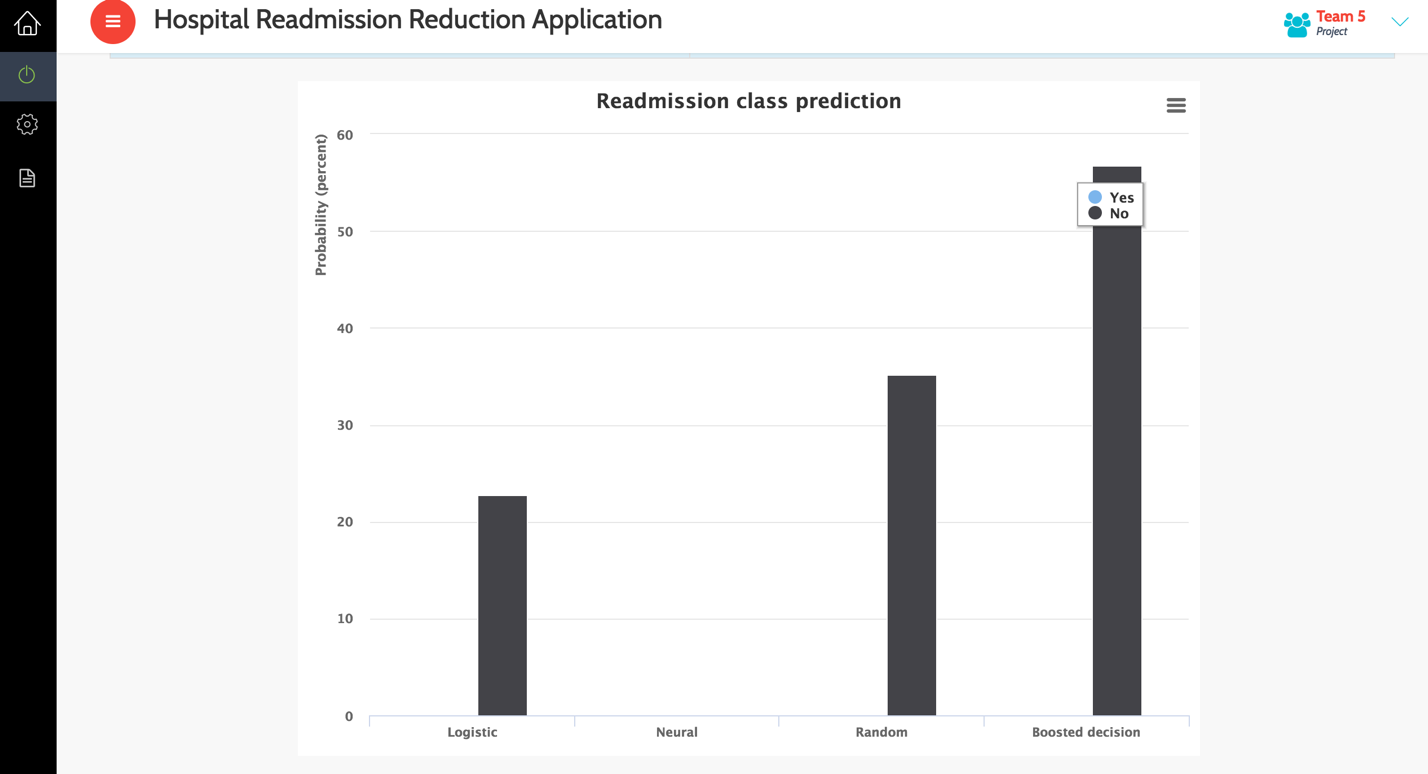 Hospital Readmission Reduction Application
Team 5
Project
Readmission class prediction
Probability (percent)
60
50
40
30
20
10
0
Yes
No
Logistic
Neural
Random
Boosted decision